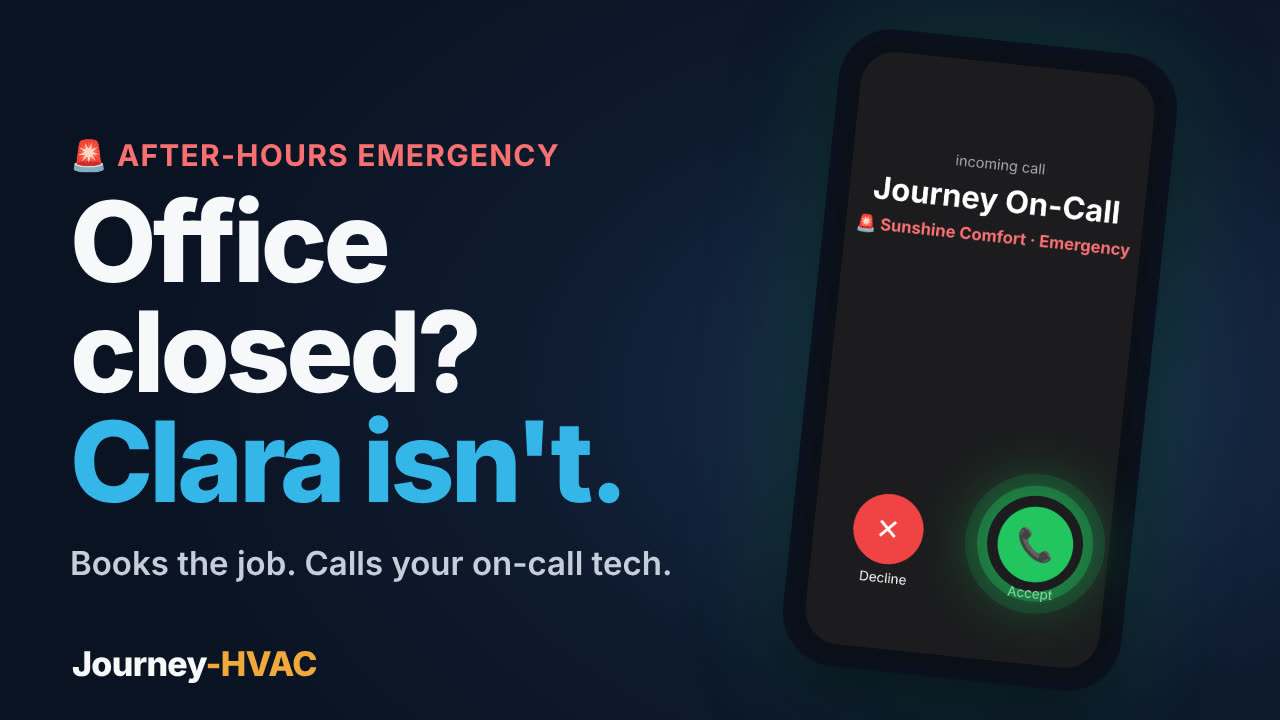 🚨 AFTER-HOURS EMERGENCY
Office
closed?
Clara isn't.
Books the job. Calls your on-call tech.
Journey-HVAC
incoming call
Journey On-Call
🚨 Sunshine Comfort · Emergency
Decline
Accept